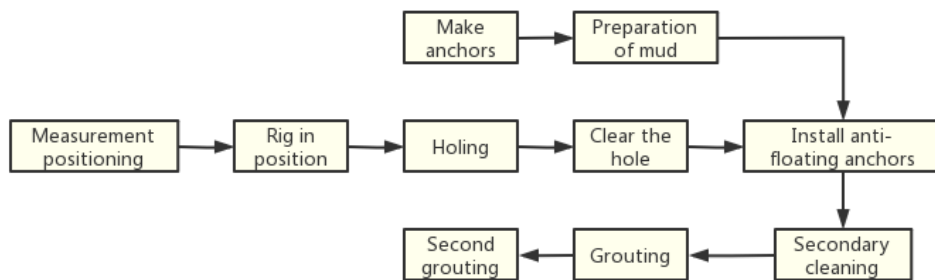 Make
anchors
Preparation
of mud
Measurement
positioning
Rig in
position
Holing
Clear the
hole
Install anti-
floating anchors
Second
grouting
Grouting
Secondary
cleaning